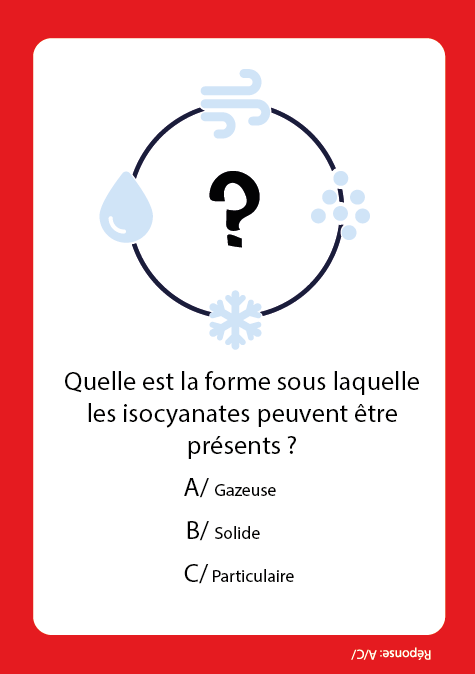 ?
Quelle est la forme sous laquelle
les isocyanates peuvent être
présents ?
A/ Gazeuse
B/ Solide
C/ Particulaire
Réponse: A/C/